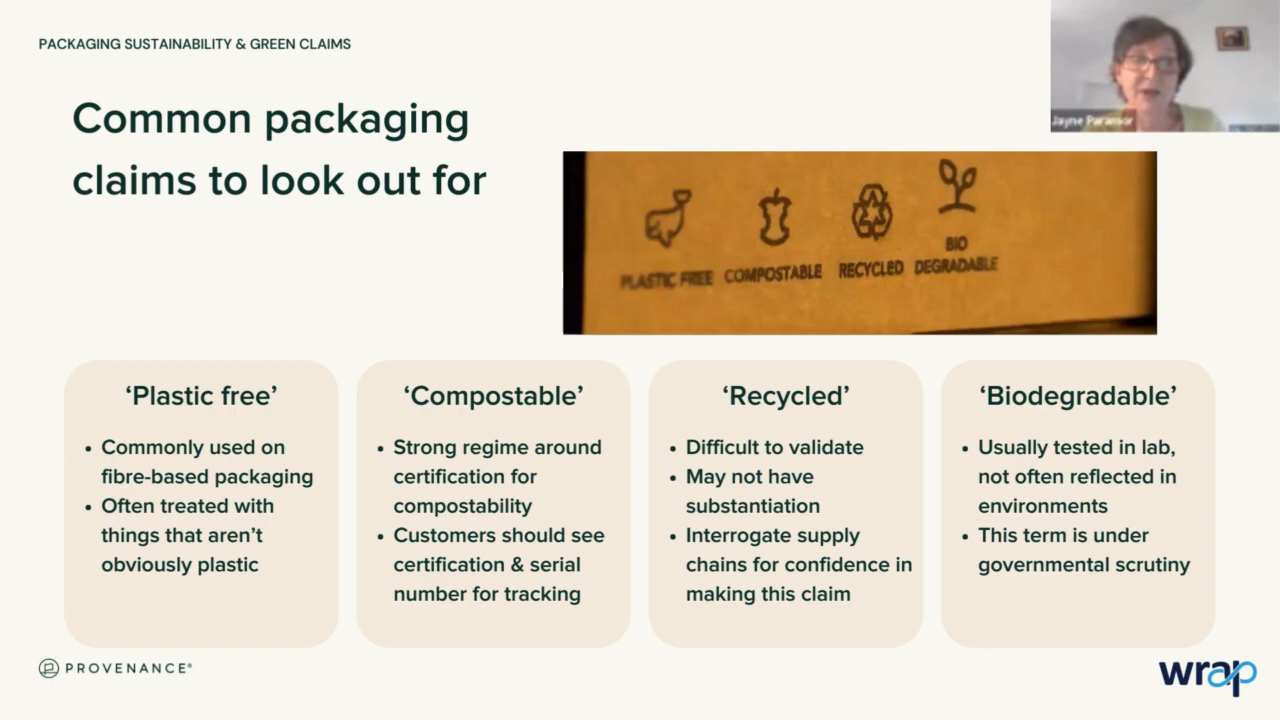 PACKAGING SUSTAINABILITY & GREEN CLAIMS
Common packaging
claims to look out for
Jayne Paramor
PLASTIC FREE
COMPOSTABLE
RECYCLED
BIO
DEGRADABLE
‘Plastic free’
• Commonly used on
fibre-based packaging
• Often treated with
things that aren’t
obviously plastic
‘Compostable’
• Strong regime around
certification for
compostability
• Customers should see
certification & serial
number for tracking
‘Recycled’
• Difficult to validate
• May not have
substantiation
• Interrogate supply
chains for confidence in
making this claim
‘Biodegradable’
• Usually tested in lab,
not often reflected in
environments
• This term is under
governmental scrutiny
PROVENANCE®
wrap